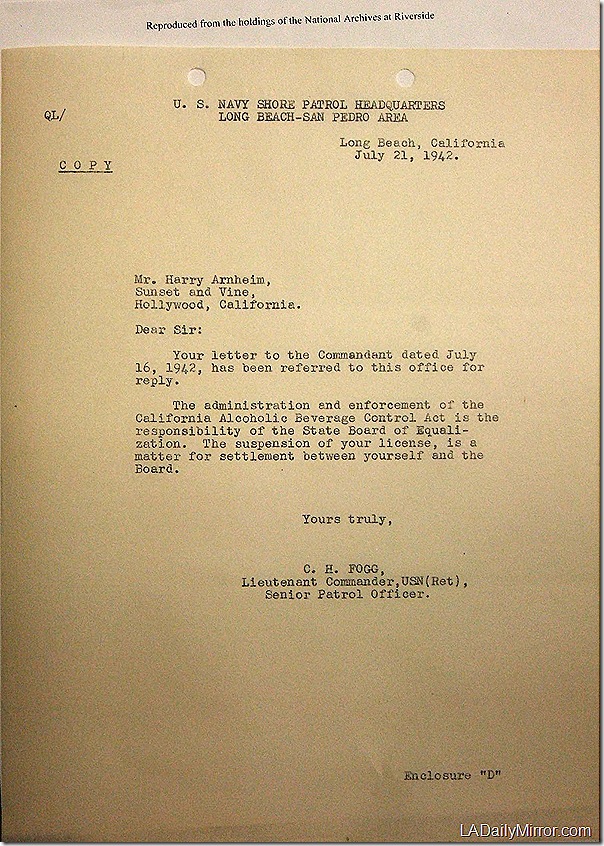 Reproduced from the holdings of the National Archives at Riverside
U. S. NAVY SHORE PATROL HEADQUARTERS
LONG BEACH-SAN PEDRO AREA
QL/
Long Beach, California
July 21, 1942.
C O P Y
Mr. Harry Arnheim,
Sunset and Vine,
Hollywood, California.
Dear Sir:
Your letter to the Commandant dated July
16, 1942, has been referred to this office for
reply.
The administration and enforcement of the
California Alcoholic Beverage Control Act is the
responsibility of the State Board of Equali-
zation. The suspension of your license, is a
matter for settlement between yourself and the
Board.
Yours truly,
C. H. FOGG,
Lieutenant Commander,USN(Ret),
Senior Patrol Officer.
Enclosure "D"
LADailyMirror.com